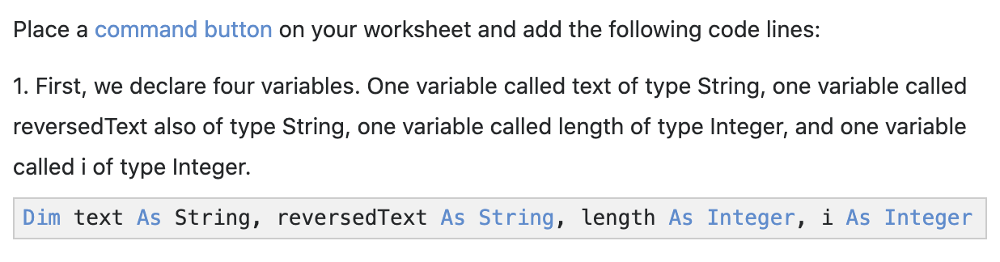 Place a command button on your worksheet and add the following code lines:
1. First, we declare four variables. One variable called text of type String, one variable called
reversedText also of type String, one variable called length of type Integer, and one variable
called i of type Integer.
Dim text As String, reversedText As String, length As Integer, i As Integer